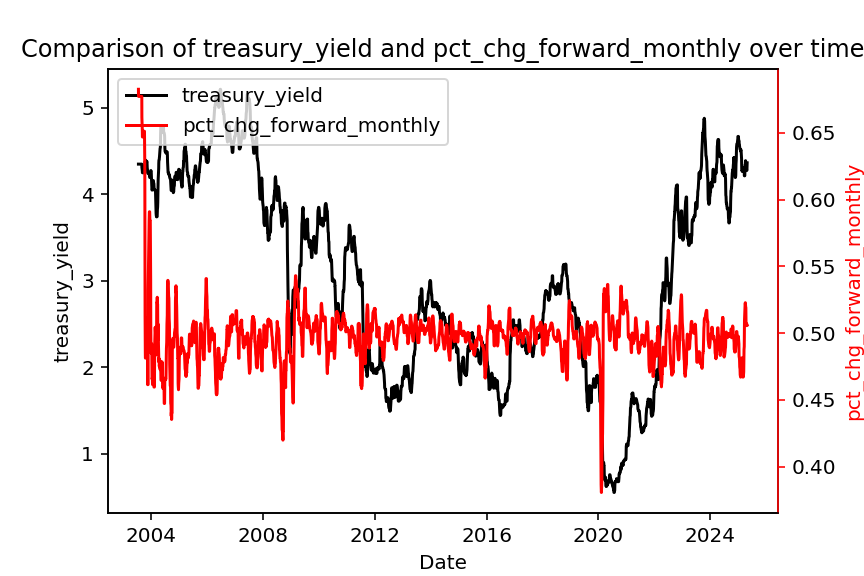 Comparison of treasury_yield and pct_chg_forward_monthly over time
treasury_yield
pct_chg_forward_monthly
5
4
3
2
1
treasury_yield
0.65
0.60
0.55
0.50
0.45
0.40
pct_chg_forward_monthly
2004 2008 2012 2016 2020 2024
Date